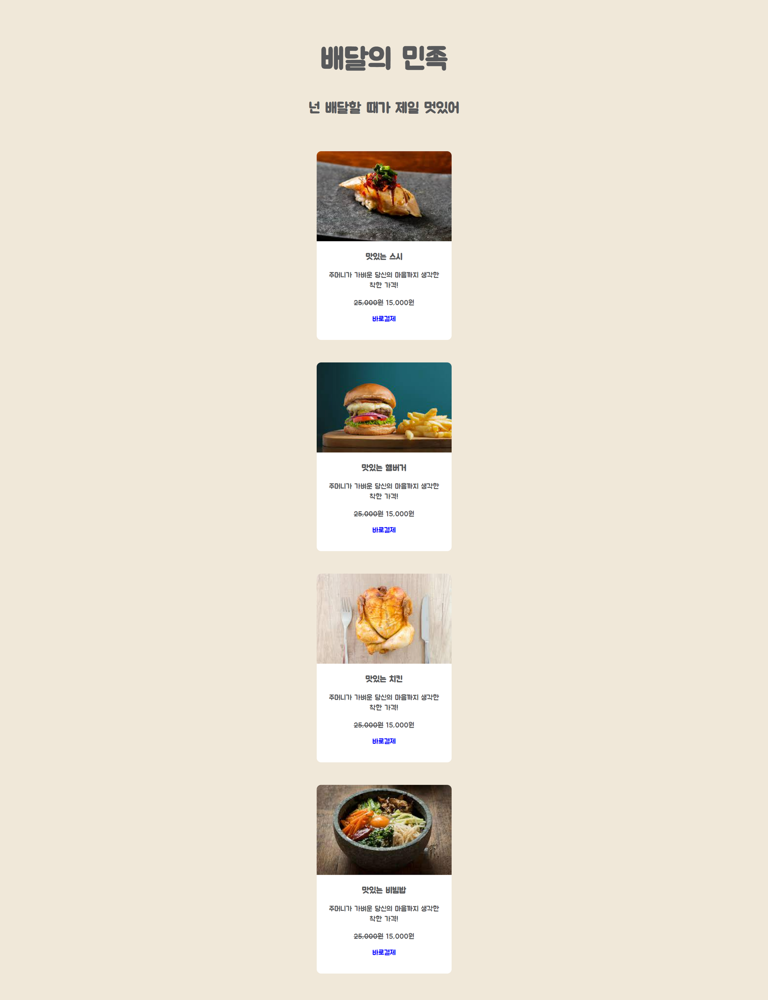 배달의 민족
넌 배달할 때가 제일 멋있어
맛있는 스시
주머니가 가벼운 당신의 마음까지 생각한
착한 가격!
25,000원 15,000원
바로결제
맛있는 햄버거
주머니가 가벼운 당신의 마음까지 생각한
착한 가격!
25,000원 15,000원
바로결제
맛있는 치킨
주머니가 가벼운 당신의 마음까지 생각한
착한 가격!
25,000원 15,000원
바로결제
맛있는 비빔밥
주머니가 가벼운 당신의 마음까지 생각한
착한 가격!
25,000원 15,000원
바로결제